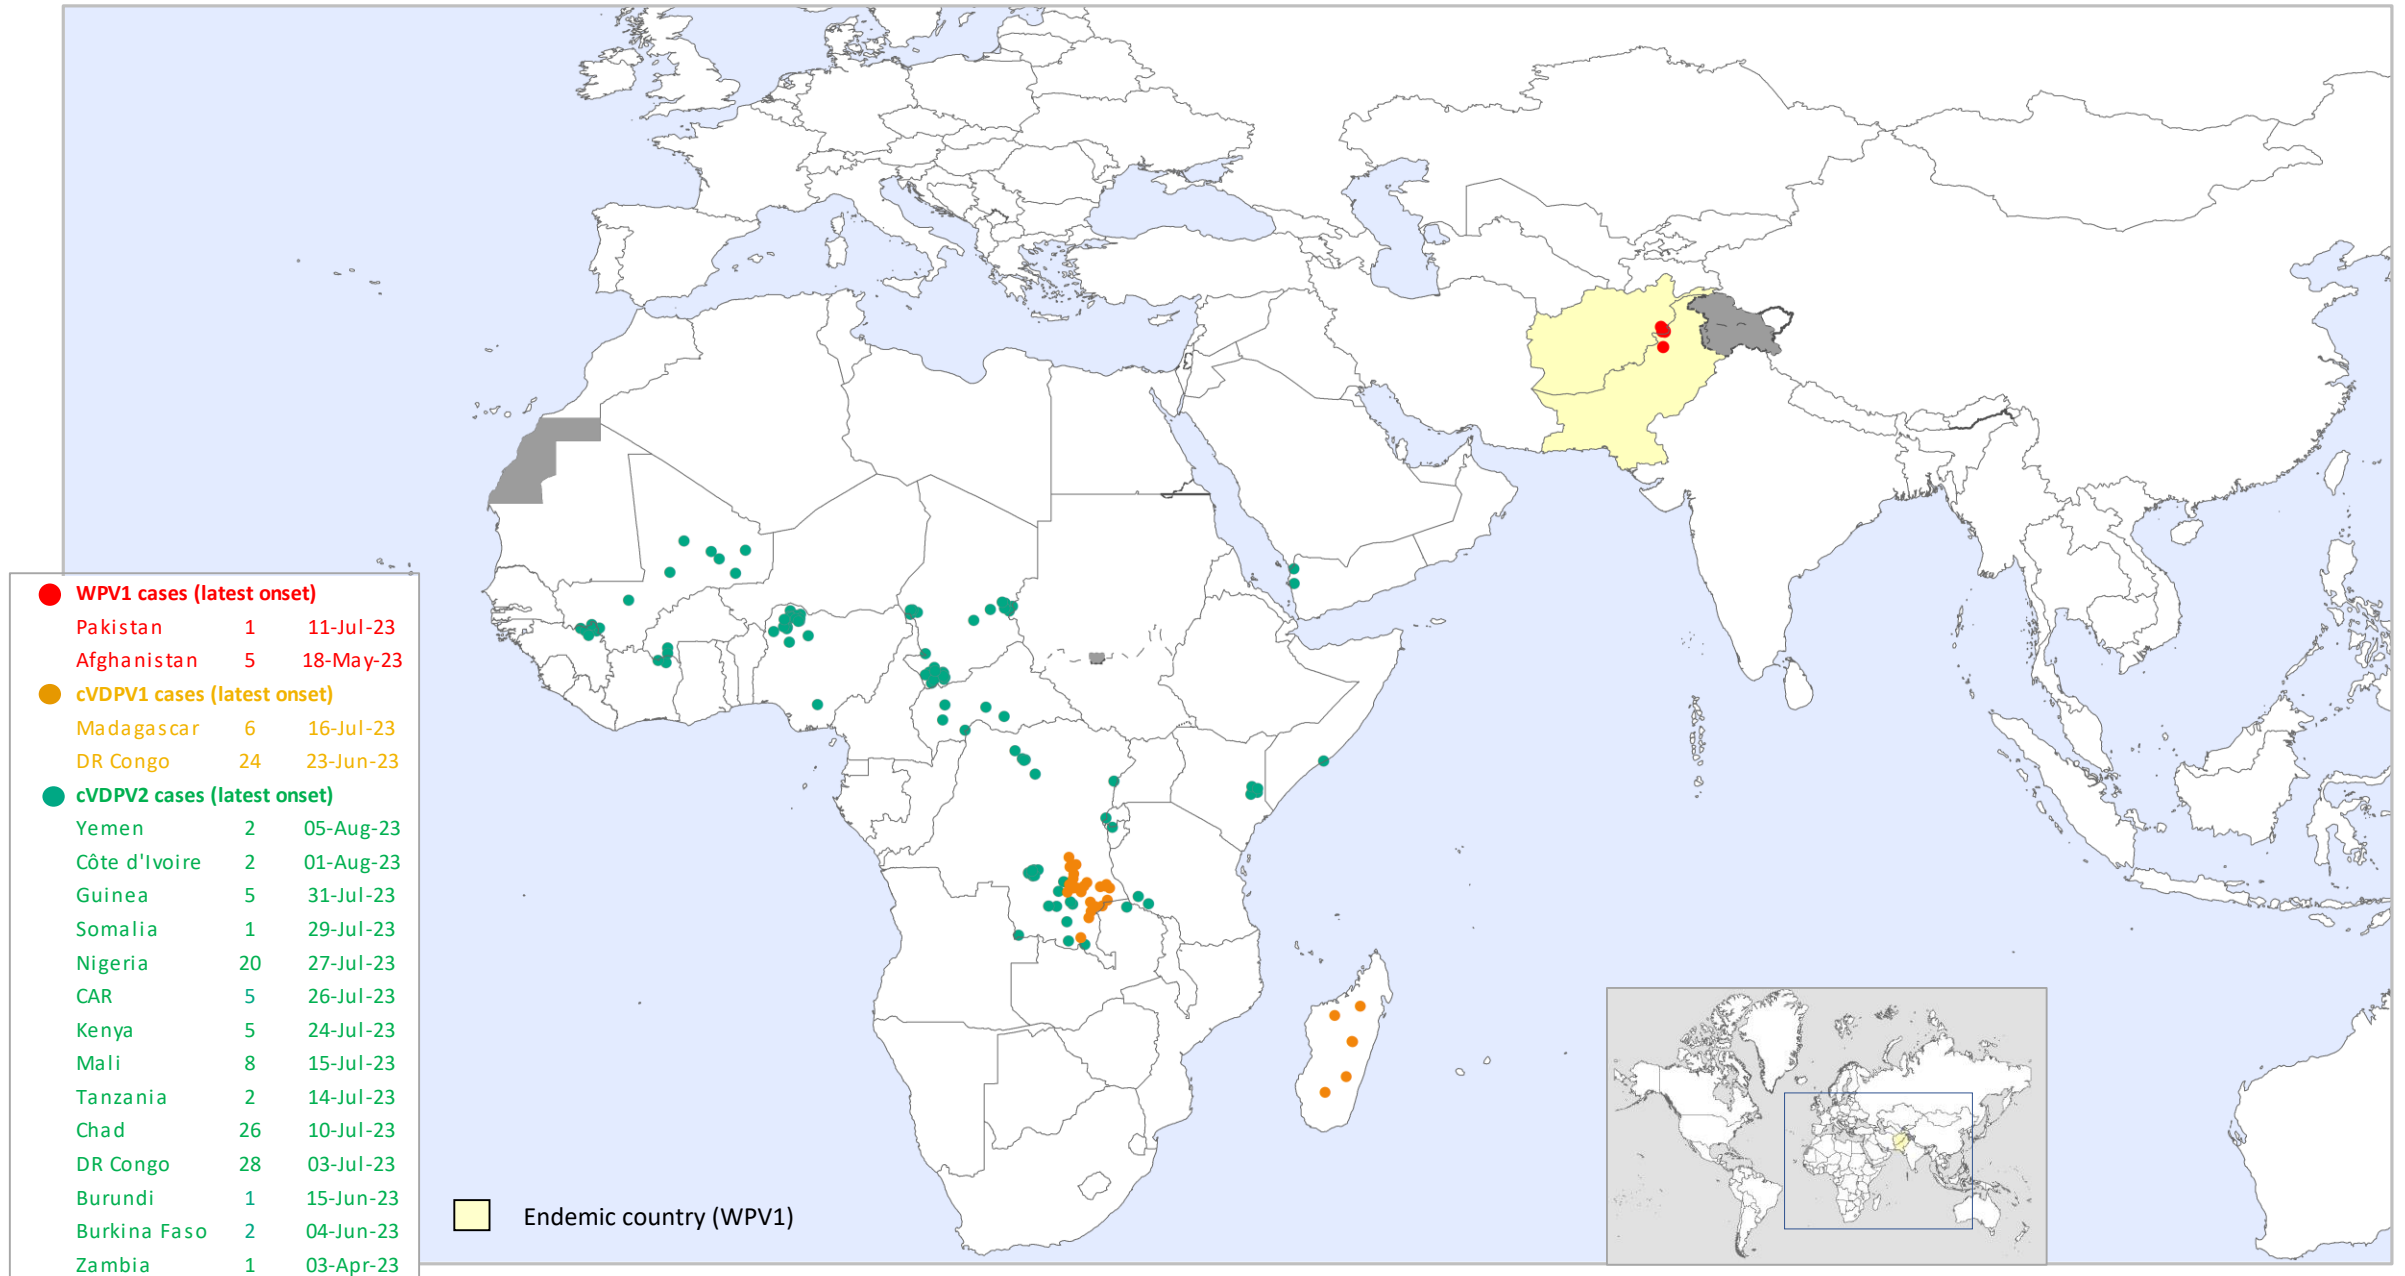 WPV1 cases (latest onset)
Pakistan 1 11-Jul-23
Afghanistan 5 18-May-23
cVDPV1 cases (latest onset)
Madagascar 6 16-Jul-23
DR Congo 24 23-Jun-23
cVDPV2 cases (latest onset)
Yemen 2 05-Aug-23
Côte d'Ivoire 2 01-Aug-23
Guinea 5 31-Jul-23
Somalia 1 29-Jul-23
Nigeria 20 27-Jul-23
CAR 5 26-Jul-23
Kenya 5 24-Jul-23
Mali 8 15-Jul-23
Tanzania 2 14-Jul-23
Chad 26 10-Jul-23
DR Congo 28 03-Jul-23
Burundi 1 15-Jun-23
Burkina Faso 2 04-Jun-23
Zambia 1 03-Apr-23
Endemic country (WPV1)